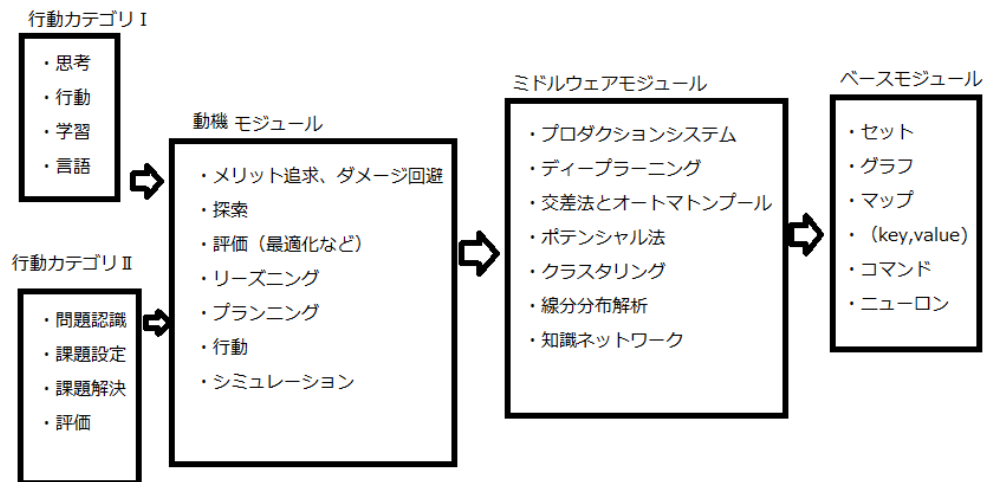 行動カテゴリⅠ
・思考
・行動
・学習
・言語
行動カテゴリⅡ
・問題認識
・課題設定
・課題解決
・評価
動機 モジュール
・メリット追求、ダメージ回避
・探索
・評価（最適化など）
・リーズニング
・プランニング
・行動
・シミュレーション
ミドルウェアモジュール
・プロダクションシステム
・ディープラーニング
・交差法とオートマトンプール
・ポテンシャル法
・クラスタリング
・線分分布解析
・知識ネットワーク
ベースモジュール
・セット
・グラフ
・マップ
・（key,value)
・コマンド
・ニューロン